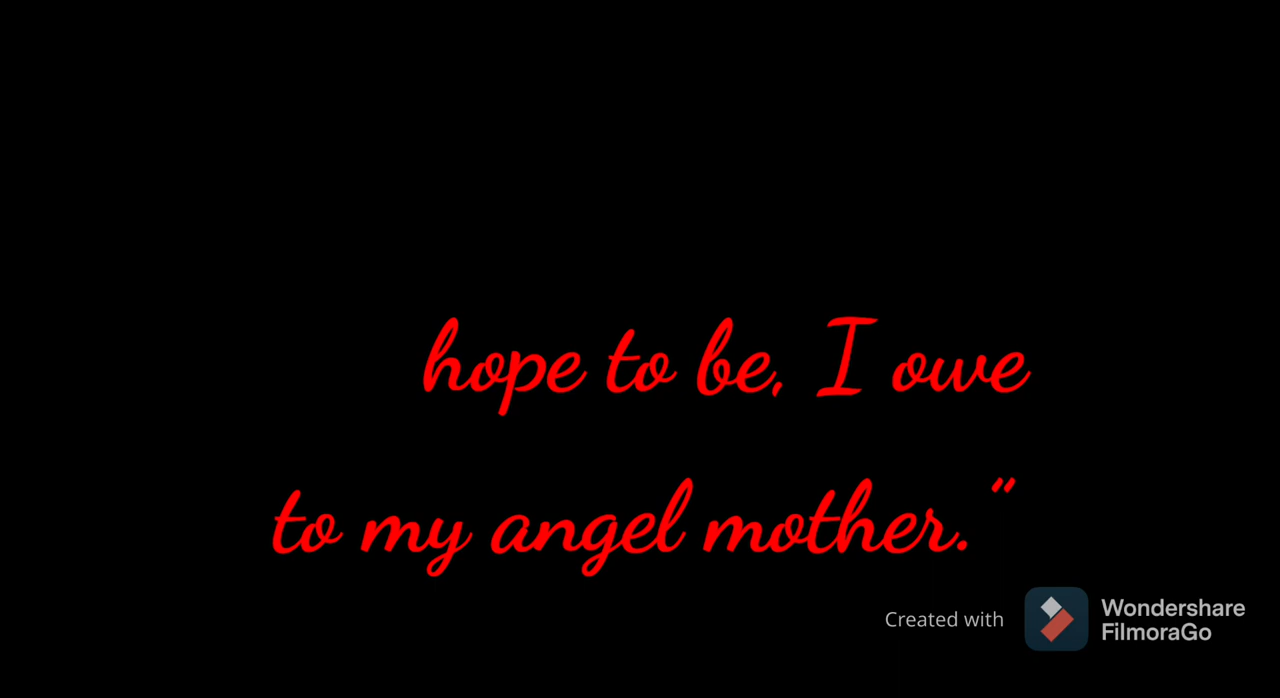 hope to be, I owe
to my angel mother.”
Created with
Wondershare
FilmoraGo